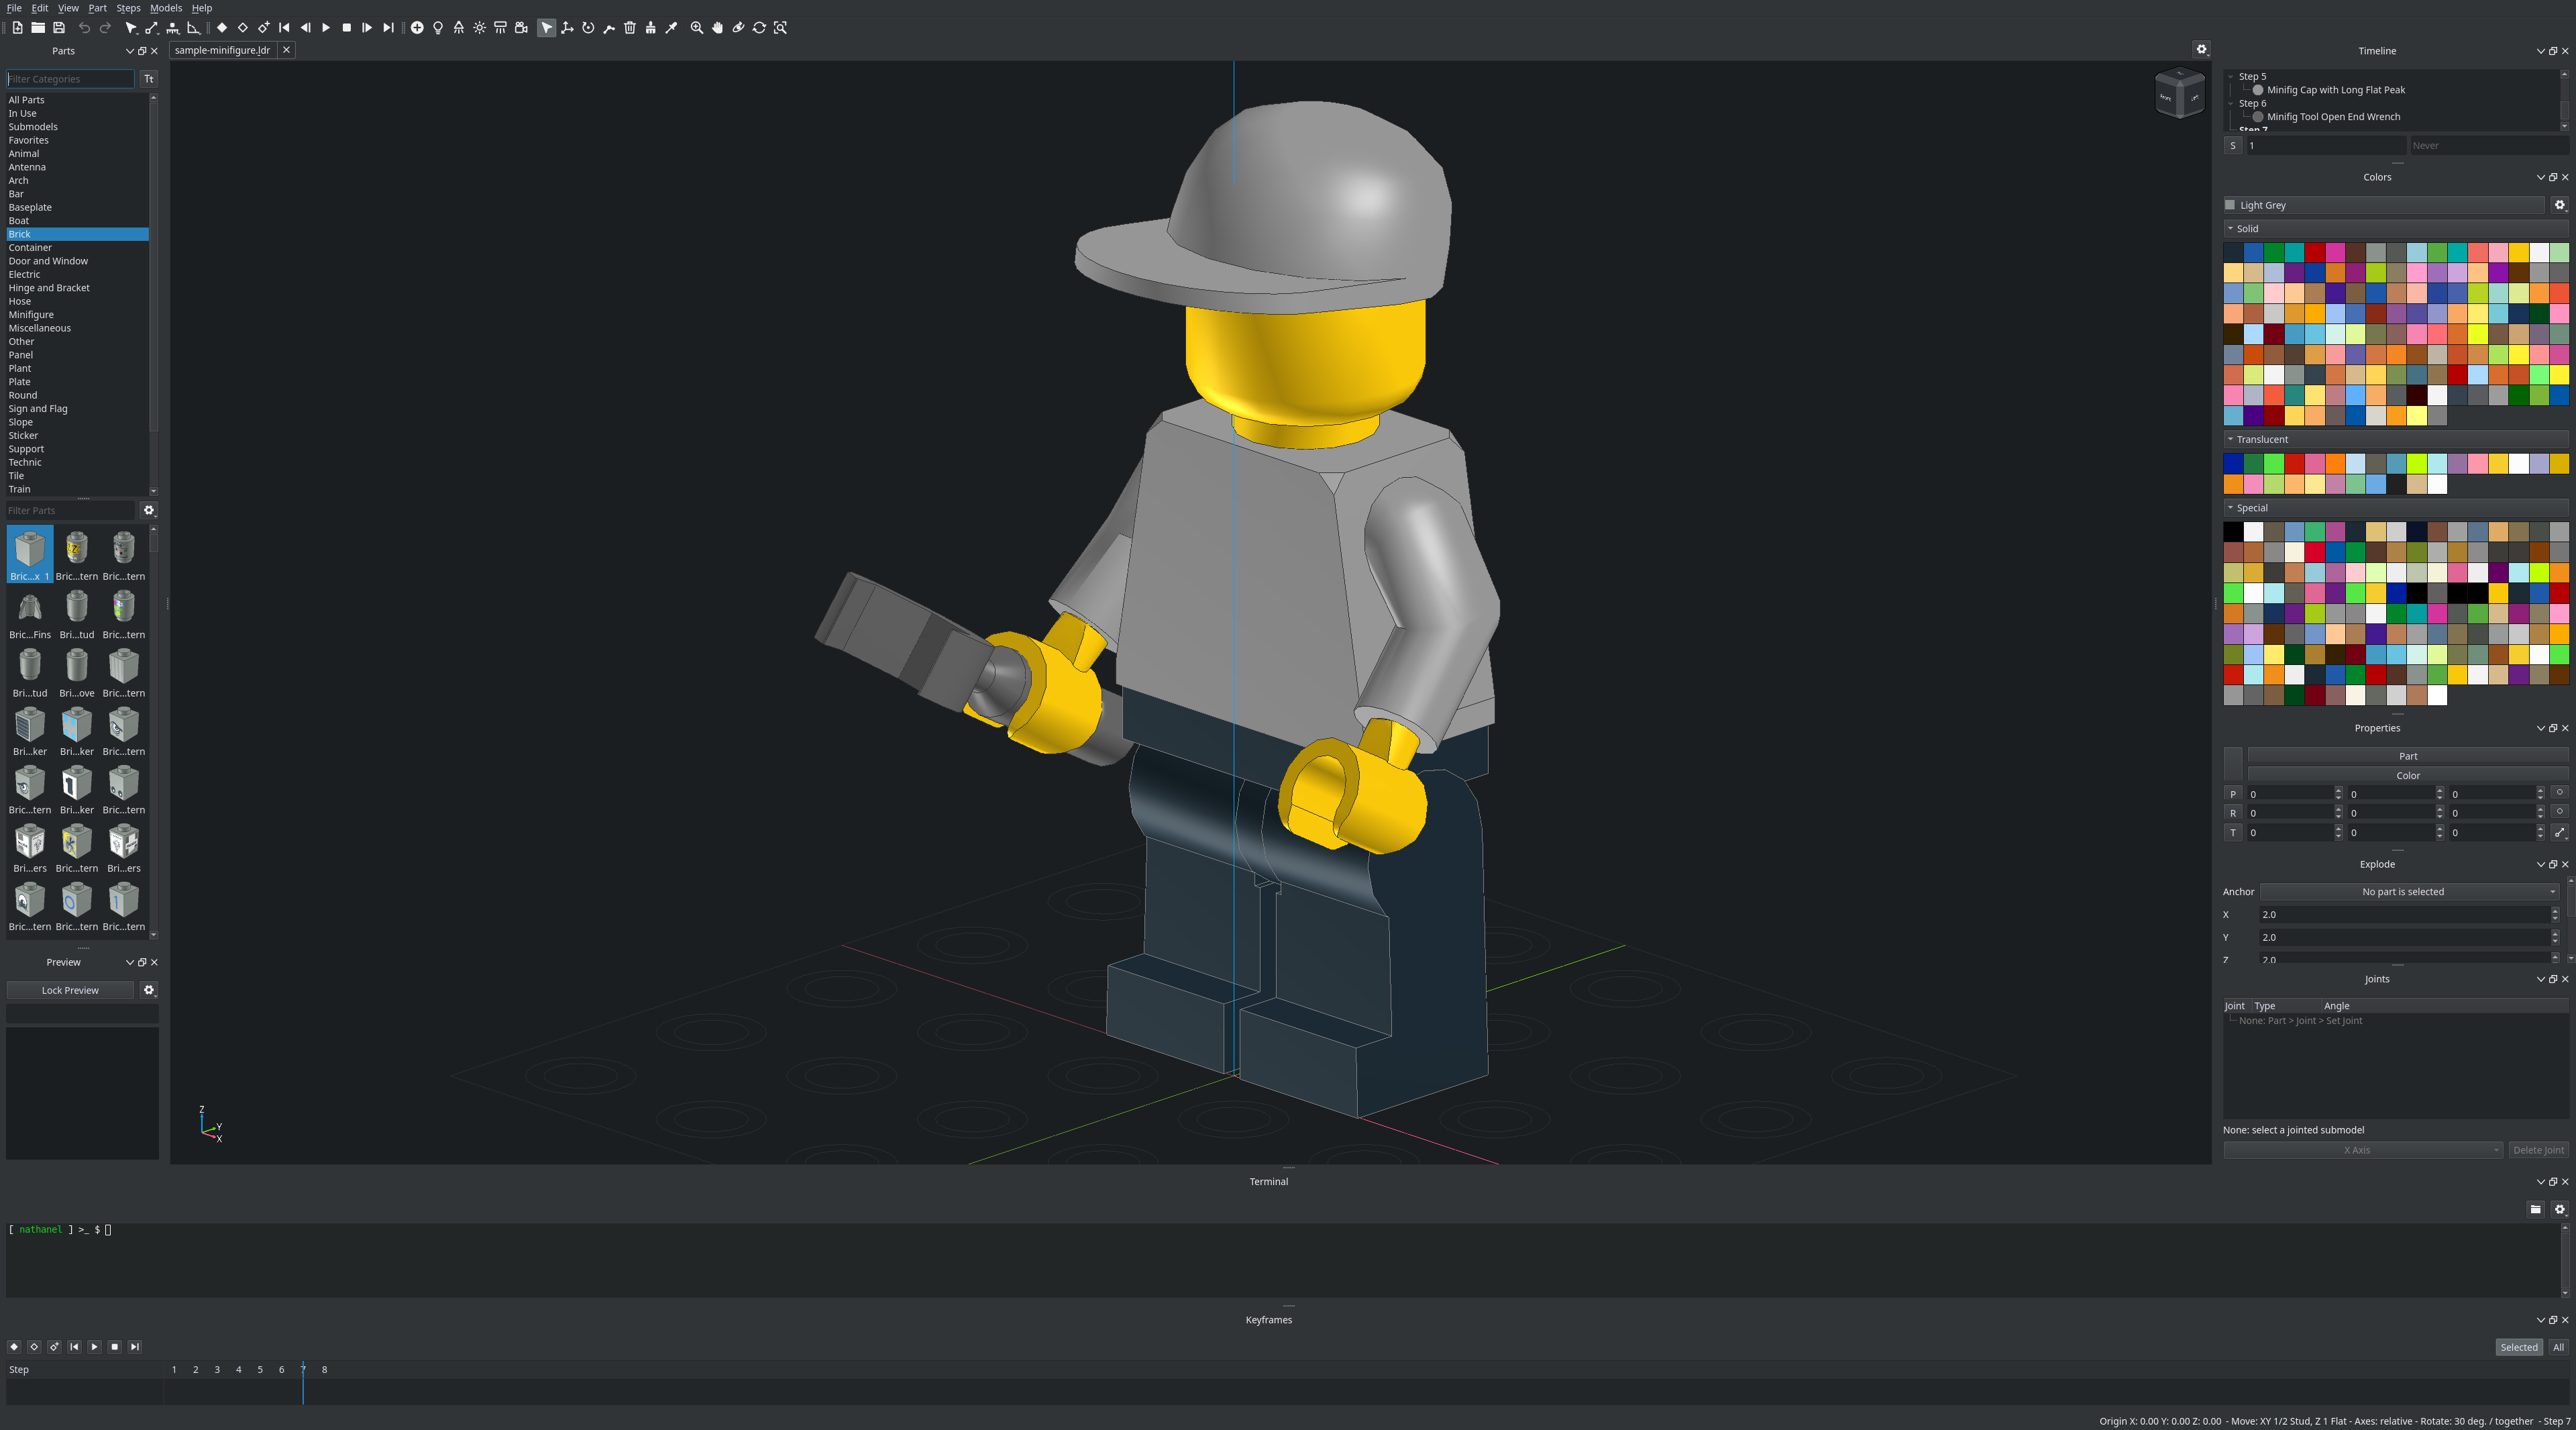 File Edit View Part Steps Models Help
Parts
sample-minifigure.ldr
Timeline
Filter Categories
Tt
All Parts
In Use
Submodels
Favorites
Animal
Antenna
Arch
Bar
Baseplate
Boat
Brick
Container
Door and Window
Electric
Hinge and Bracket
Hose
Minifigure
Miscellaneous
Other
Panel
Plant
Plate
Round
Sign and Flag
Slope
Sticker
Support
Technic
Tile
Train
Filter Parts
Bric...x 1 Bric...tern Bric...tern
Bric...Fins Bri...tud Bric...tern
Bri...tud Bri...ove Bric...tern
Bri...ker Bri...ker Bric...tern
Bric...tern Bri...ker Bric...tern
Bri...ers Bric...tern Bri...ers
Bric...tern Bric...tern Bric...tern
Preview
Lock Preview
Z
Y
X
Step 5
Minifig Cap with Long Flat Peak
Step 6
Minifig Tool Open End Wrench
Step 7
S 1 Never
Colors
Light Grey
Solid
Translucent
Special
Properties
Part
Color
P 0 0 0
R 0 0 0
T 0 0 0
Explode
Anchor No part is selected
X 2.0
Y 2.0
Z 2.0
Joints
Joint Type Angle
None: Part > Joint > Set Joint
None: select a jointed submodel
X Axis Delete Joint
Terminal
[ nathanel ] >_ $
Keyframes
Selected All
Step 1 2 3 4 5 6 7 8
Origin X: 0.00 Y: 0.00 Z: 0.00 - Move: XY 1/2 Stud, Z 1 Flat - Axes: relative - Rotate: 30 deg. / together - Step 7